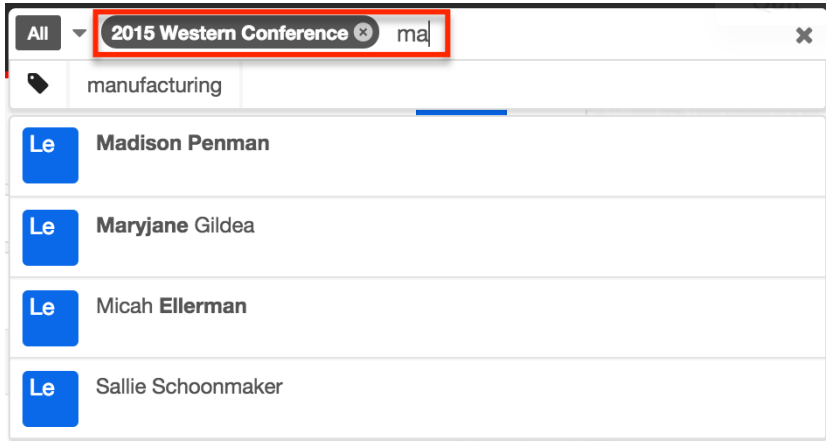 All 2015 Western Conference ma
manufacturing
Le Madison Penman
Le Maryjane Gildea
Le Micah Ellerman
Le Sallie Schoonmaker